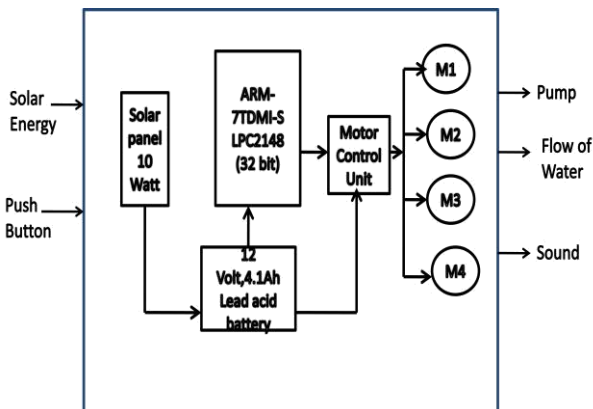 Solar
Energy
Push
Button
Solar
panel
10
Watt
ARM-
7TDMI-S
LPC2148
(32 bit)
12
Volt,4.1Ah
Lead acid
battery
Motor
Control
Unit
M1
M2
M3
M4
Pump
Flow of
Water
Sound